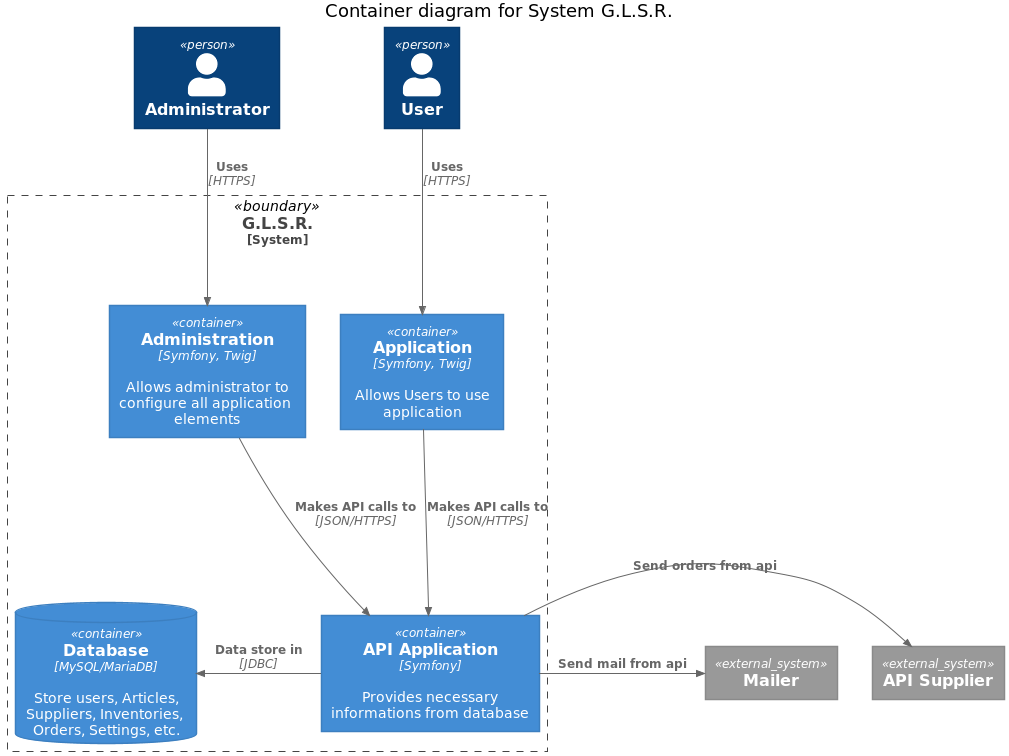 Container diagram for System G.L.S.R.
«person»
Administrator
«person»
User
Uses
[HTTPS]
Uses
[HTTPS]
«boundary»
G.L.S.R.
[System]
«container»
Administration
[Symfony, Twig]
Allows administrator to
configure all application
elements
«container»
Application
[Symfony, Twig]
Allows Users to use
application
Makes API calls to
[JSON/HTTPS]
Makes API calls to
[JSON/HTTPS]
Send orders from api
«container»
Database
[MySQL/MariaDB]
Store users, Articles,
Suppliers, Inventories,
Orders, Settings, etc.
Data store in
[JDBC]
«container»
API Application
[Symfony]
Provides necessary
informations from database
Send mail from api
«external_system»
Mailer
«external_system»
API Supplier